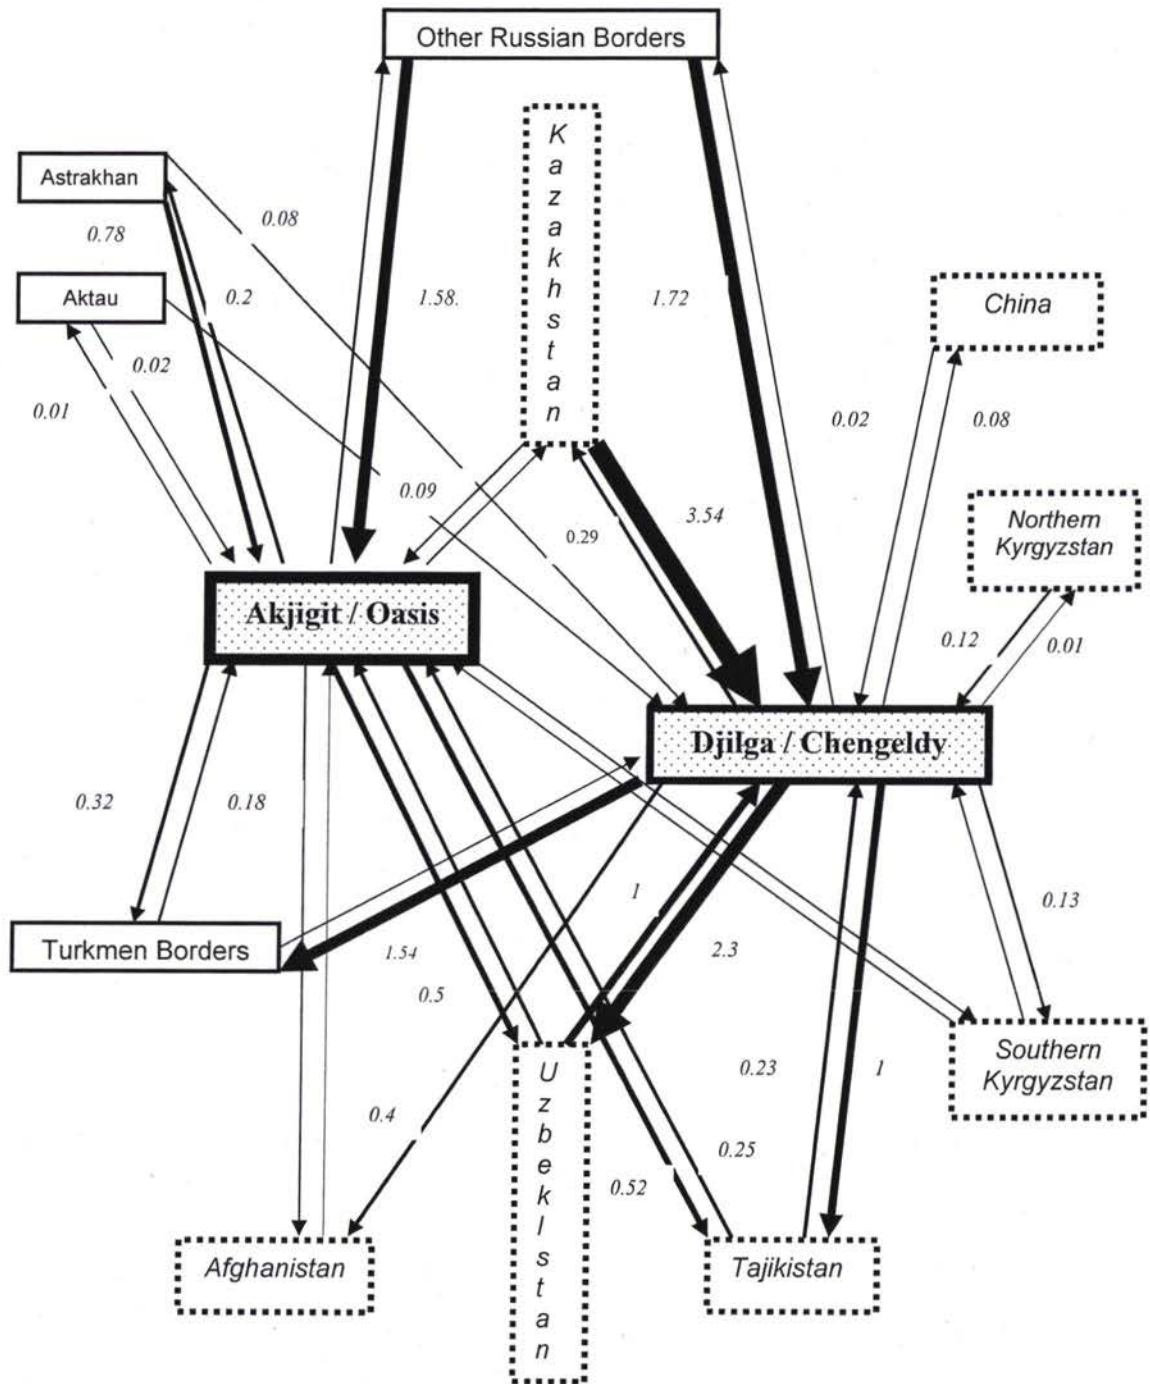 Other Russian Borders
Kazakhstan
Astrakhan
0.08
0.78
Aktau
0.2
1.58.
1.72
China
0.02
0.01
0.02
0.08
0.09
0.29
3.54
Northern
Kyrgyzstan
Akjigit / Oasis
0.12
0.01
Djilga / Chengeldy
0.32
0.18
1
0.13
Turkmen Borders
1.54
2.3
0.5
Uzbekistan
0.23
1
Southern
Kyrgyzstan
0.4
0.25
0.52
Afghanistan
Tajikistan